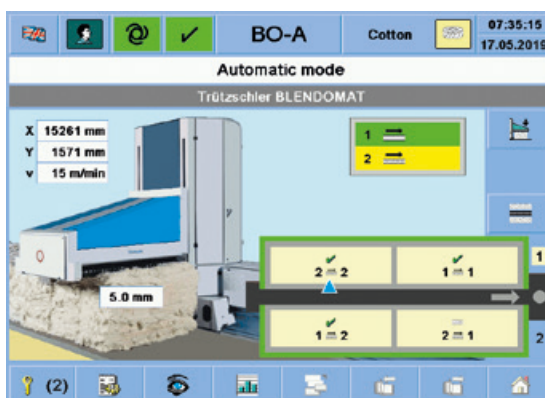 BO-A
Cotton
07:35:15
17.05.2019
Automatic mode
Trützschler BLENDOMAT
X 15261 mm
Y 1571 mm
v 15 m/min
1
2
5.0 mm
2 2
1 1
1
1 2
2 1
2
(2)